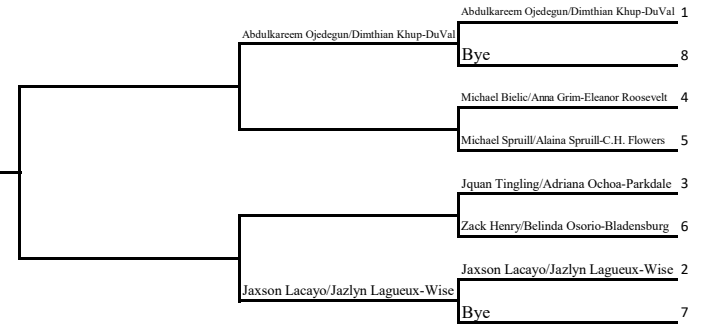 Abdulkareem Ojedegun/Dimthian Khup-DuVal 1
Abdulkareem Ojedegun/Dimthian Khup-DuVal
Bye 8
Michael Bielic/Anna Grim-Eleanor Roosevelt 4
Michael Spruill/Alaina Spruill-C.H. Flowers 5
Jquan Tingling/Adriana Ochoa-Parkdale 3
Zack Henry/Belinda Osorio-Bladensburg 6
Jaxson Lacayo/Jazlyn Lagueux-Wise 2
Jaxson Lacayo/Jazlyn Lagueux-Wise
Bye 7